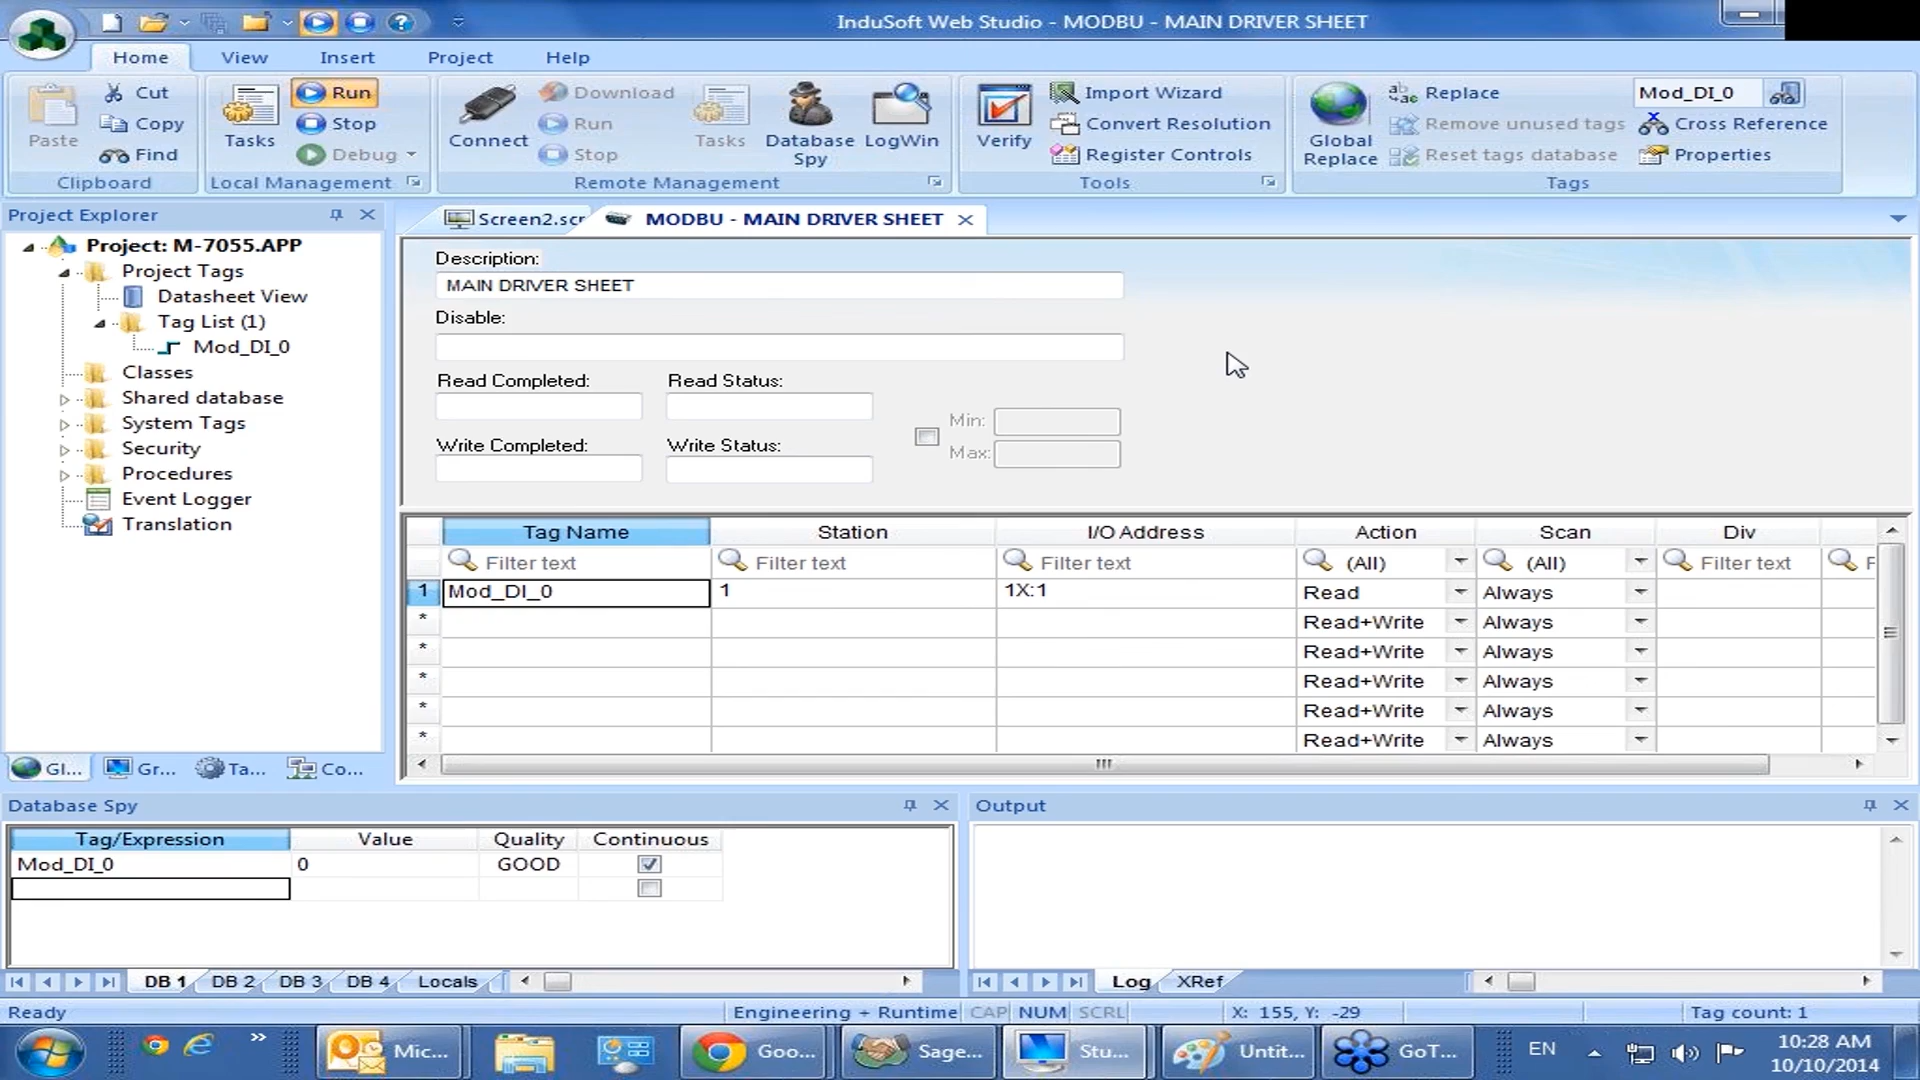 InduSoft Web Studio - MODBU - MAIN DRIVER SHEET
Home View Insert Project Help
Paste Cut Copy Find
Clipboard
Tasks Run Stop Debug
Local Management
Connect Download Run Stop Tasks Database Spy LogWin
Remote Management
Verify Import Wizard Convert Resolution Register Controls
Tools
Global Replace Replace Remove unused tags Reset tags database
Mod_DI_0 Cross Reference Properties
Tags
Project Explorer
Project: M-7055.APP
Project Tags
Datasheet View
Tag List (1)
Mod_DI_0
Classes
Shared database
System Tags
Security
Procedures
Event Logger
Translation
Gl... Gr... Ta... Co...
Screen2.scr MODBU - MAIN DRIVER SHEET
Description:
MAIN DRIVER SHEET
Disable:
Read Completed: Read Status:
Write Completed: Write Status:
Min:
Max:
Tag Name Station I/O Address Action Scan Div
Filter text Filter text Filter text (All) (All) Filter text F
1 Mod_DI_0 1 1X:1 Read Always
* Read+Write Always
* Read+Write Always
* Read+Write Always
* Read+Write Always
* Read+Write Always
Database Spy
Tag/Expression Value Quality Continuous
Mod_DI_0 0 GOOD
DB 1 DB 2 DB 3 DB 4 Locals
Output
Log XRef
Ready Engineering + Runtime CAP NUM SCRL X: 155, Y: -29 Tag count: 1
Mic... Goo... Sage... Stu... Untit... GoT... EN
10:28 AM
10/10/2014